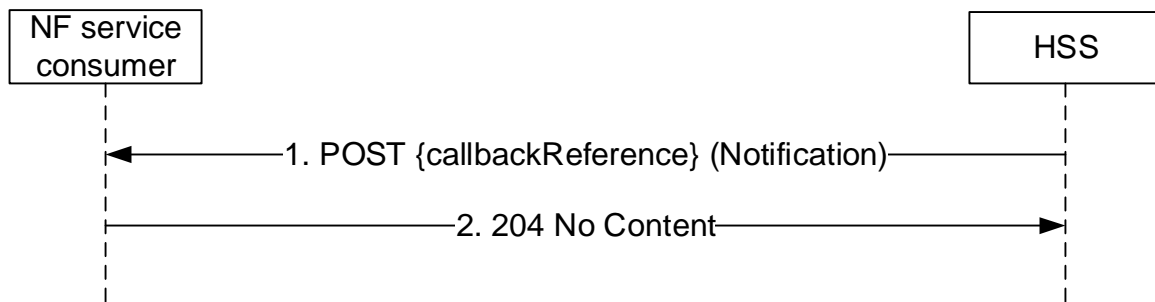 NF service
consumer
HSS
1. POST {callbackReference} (Notification)
2. 204 No Content